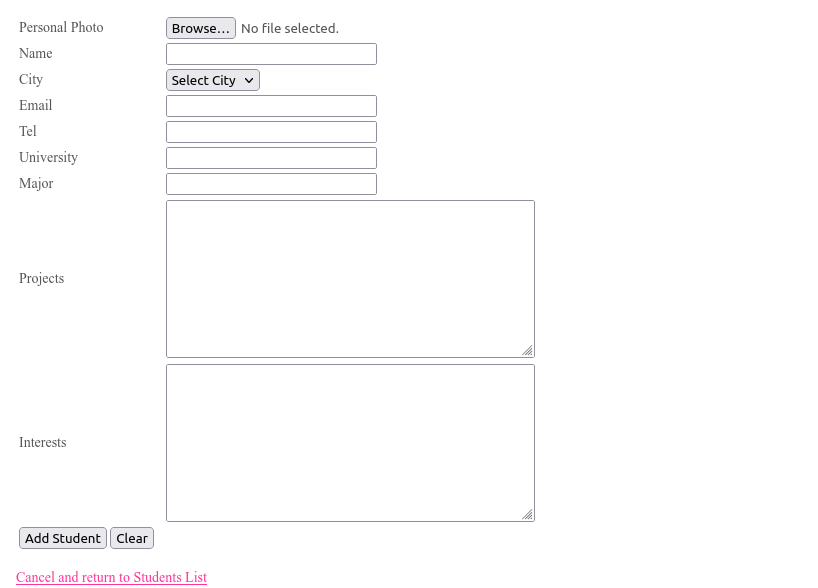 Personal Photo Browse... No file selected.
Name
City Select City
Email
Tel
University
Major
Projects
Interests
Add Student Clear
Cancel and return to Students List